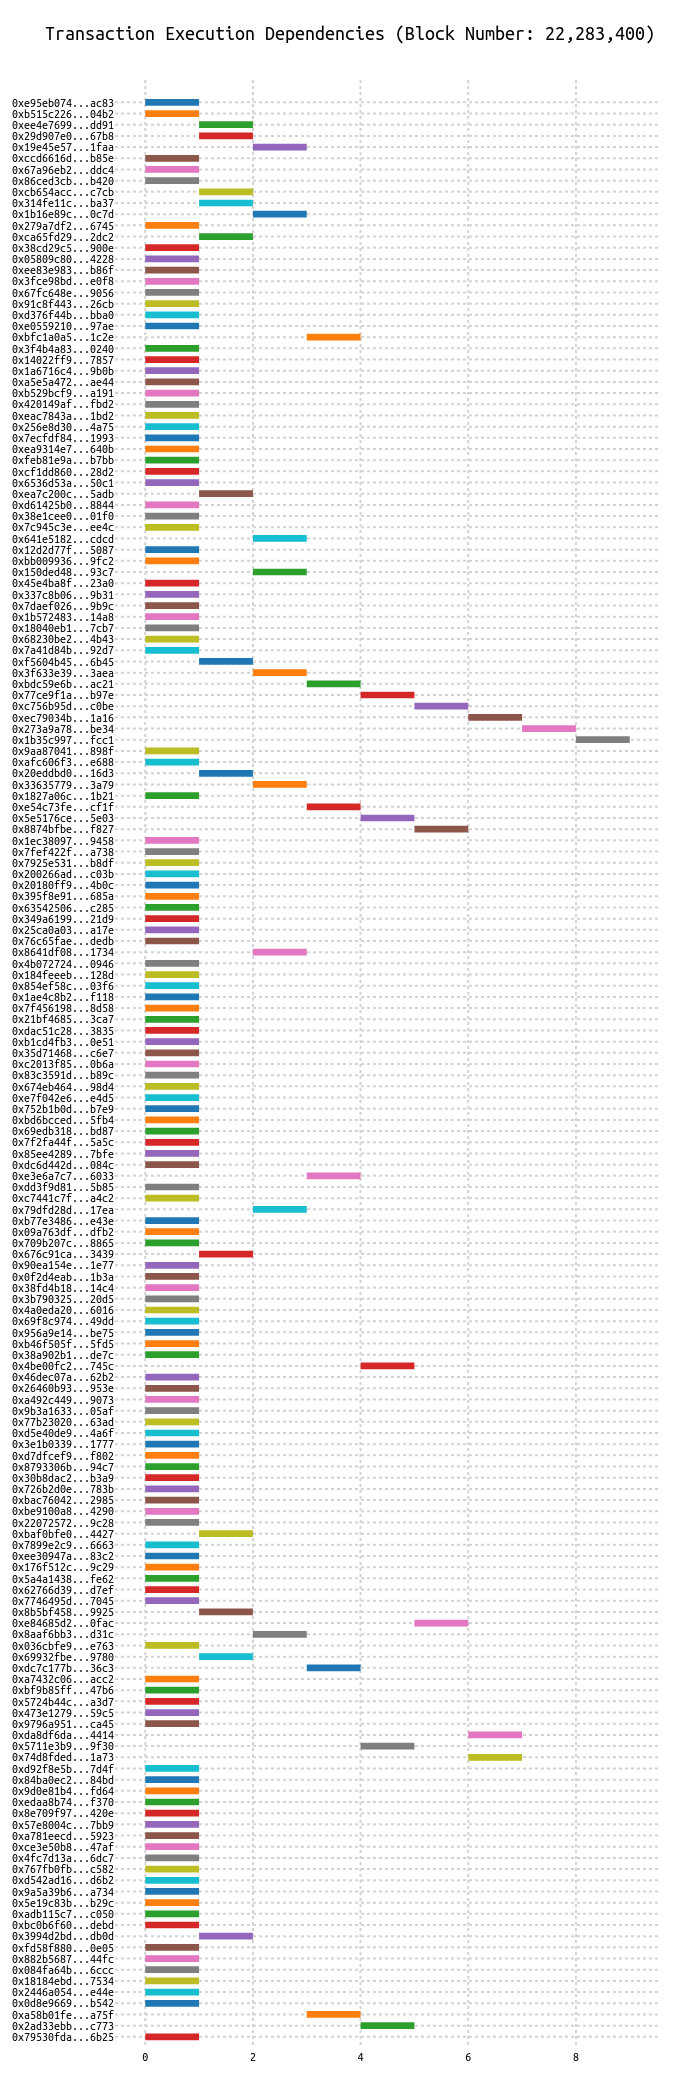 Transaction Execution Dependencies (Block Number: 22,283,400)
0xe95eb074...ac83
0xb515c226...04b2
0xee4e7699...dd91
0x29d907e0...67b8
0x19e45e57...1faa
0xccd6616d...b85e
0x67a96eb2...ddc4
0x86ced3cb...b420
0xcb654acc...c7cb
0x314fe11c...ba37
0x1b16e89c...0c7d
0x279a7df2...6745
0xca65fd29...2dc2
0x38cd29c5...900e
0x05809c80...4228
0xee83e983...b86f
0x3fce98bd...e0f8
0x67fc648e...9056
0x91c8f443...26cb
0xd376f44b...bba0
0xe0559210...97ae
0xbfc1a0a5...1c2e
0x3f4b4a83...0240
0x14022ff9...7857
0x1a6716c4...9b0b
0xa5e5a472...ae44
0xb529bcf9...a191
0x420149af...fbd2
0xeac7843a...1bd2
0x256e8d30...4a75
0x7ecfdf84...1993
0xea9314e7...640b
0xfeb81e9a...b7bb
0xcf1dd860...28d2
0x6536d53a...50c1
0xea7c200c...5adb
0xd61425b0...8844
0x38e1cee0...01f0
0x7c945c3e...ee4c
0x641e5182...cdcd
0x12d2d77f...5087
0xbb009936...9fc2
0x150ded48...93c7
0x45e4ba8f...23a0
0x337c8b06...9b31
0x7daef026...9b9c
0x1b572483...14a8
0x18040eb1...7cb7
0x68230be2...4b43
0x7a41d84b...92d7
0xf5604b45...6b45
0x3f633e39...3aea
0xbdc59e6b...ac21
0x77ce9f1a...b97e
0xc756b95d...c0be
0xec79034b...1a16
0x273a9a78...be34
0x1b35c997...fcc1
0x9aa87041...898f
0xafc606f3...e688
0x20eddbd0...16d3
0x33635779...3a79
0x1827a06c...1b21
0xe54c73fe...cf1f
0x5e5176ce...5e03
0x8874bfbe...f827
0x1ec38097...9458
0x7fef422f...a738
0x7925e531...b8df
0x200266ad...c03b
0x20180ff9...4b0c
0x395f8e91...685a
0x63542506...c285
0x349a6199...21d9
0x25ca0a03...a17e
0x76c65fae...dedb
0x8641df08...1734
0x4b072724...0946
0x184feeeb...128d
0x854ef58c...03f6
0x1ae4c8b2...f118
0x7f456198...8d58
0x21bf4685...3ca7
0xdac51c28...3835
0xb1cd4fb3...0e51
0x35d71468...c6e7
0xc2013f85...0b6a
0x83c3591d...b89c
0x674eb464...98d4
0xe7f042e6...e4d5
0x752b1b0d...b7e9
0xbd6bcced...5fb4
0x69edb318...bd87
0x7f2fa44f...5a5c
0x85ee4289...7bfe
0xdc6d442d...084c
0xe3e6a7c7...6033
0xdd3f9d81...5b85
0xc7441c7f...a4c2
0x79dfd28d...17ea
0xb77e3486...e43e
0x09a763df...dfb2
0x709b207c...8865
0x676c91ca...3439
0x90ea154e...1e77
0x0f2d4eab...1b3a
0x38fd4b18...14c4
0x3b790325...20d5
0x4a0eda20...6016
0x69f8c974...49dd
0x956a9e14...be75
0xb46f505f...5fd5
0x38a902b1...de7c
0x4be00fc2...745c
0x46dec07a...62b2
0x26460b93...953e
0xa492c449...9073
0x9b3a1633...05af
0x77b23020...63ad
0xd5e40de9...4a6f
0x3e1b0339...1777
0xd7dfcef9...f802
0x8793306b...94c7
0x30b8dac2...b3a9
0x726b2d0e...783b
0xbac76042...2985
0xbe9100a8...4290
0x22072572...9c28
0xbaf0bfe0...4427
0x7899e2c9...6663
0xee30947a...83c2
0x176f512c...9c29
0x5a4a1438...fe62
0x62766d39...d7ef
0x7746495d...7045
0x8b5bf458...9925
0xe84685d2...0fac
0x8aaf6bb3...d31c
0x036cbfe9...e763
0x69932fbe...9780
0xdc7c177b...36c3
0xa7432c06...acc2
0xbf9b85ff...47b6
0x5724b44c...a3d7
0x473e1279...59c5
0x9796a951...ca45
0xda8df6da...4414
0x5711e3b9...9f30
0x74d8fded...1a73
0xd92f8e5b...7d4f
0x84ba0ec2...84bd
0x9d0e81b4...fd64
0xedaa8b74...f370
0x8e709f97...420e
0x57e8004c...7bb9
0xa781eecd...5923
0xce3e50b8...47af
0x4fc7d13a...6dc7
0x767fb0fb...c582
0xd542ad16...d6b2
0x9a5a39b6...a734
0x5e19c83b...b29c
0xadb115c7...c050
0xbc0b6f60...debd
0x3994d2bd...db0d
0xfd58f880...0e05
0x882b5687...44fc
0x084fa64b...6ccc
0x18184ebd...7534
0x2446a054...e44e
0x0d8e9669...b542
0xa58b01fe...a75f
0x2ad33ebb...c773
0x79530fda...6b25
0 2 4 6 8